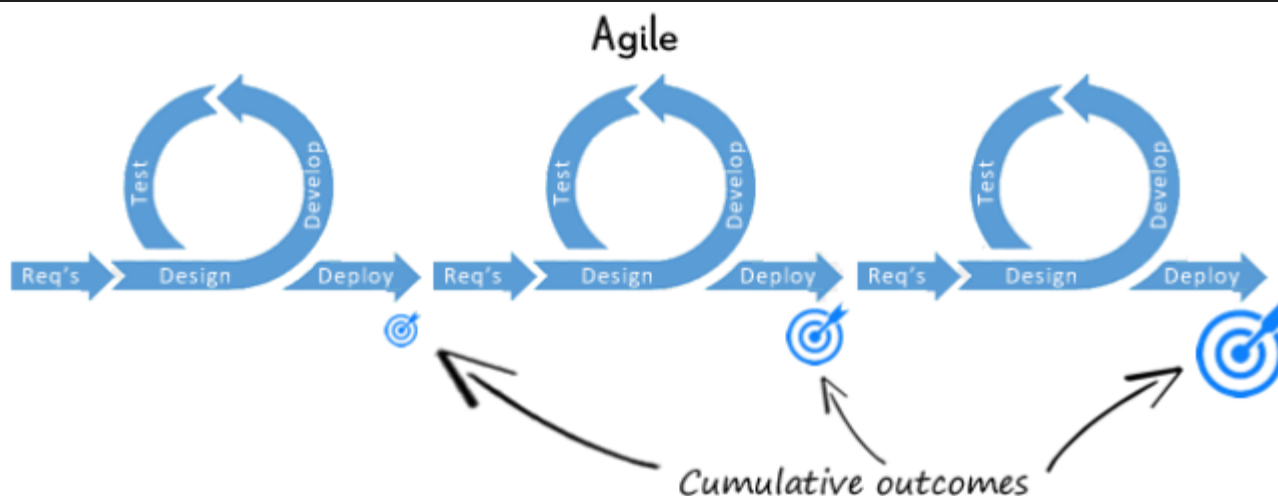 Agile
Test
Develop
Req's
Design
Deploy
Test
Develop
Req's
Design
Deploy
Test
Develop
Req's
Design
Deploy
Cumulative outcomes